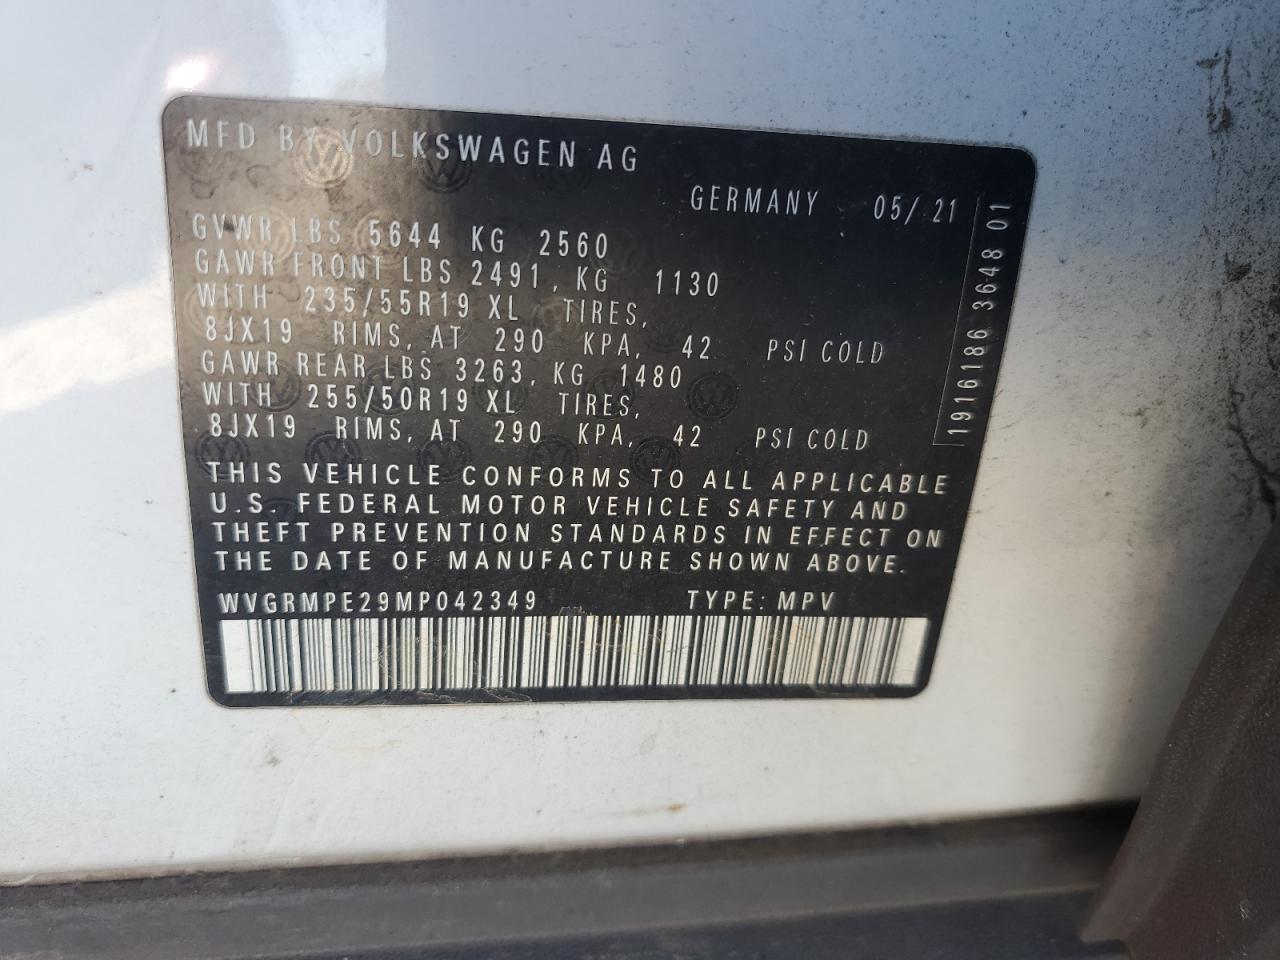 MFD BY VOLKSWAGEN AG
GERMANY 05/21
GVWR LBS 5644 KG 2560
GAWR FRONT LBS 2491, KG 1130
WITH 235/55R19 XL TIRES,
8JX19 RIMS, AT 290 KPA, 42 PSI COLD
GAWR REAR LBS 3263, KG 1480
WITH 255/50R19 XL TIRES,
8JX19 RIMS, AT 290 KPA, 42 PSI COLD
THIS VEHICLE CONFORMS TO ALL APPLICABLE
U.S. FEDERAL MOTOR VEHICLE SAFETY AND
THEFT PREVENTION STANDARDS IN EFFECT ON
THE DATE OF MANUFACTURE SHOWN ABOVE.
WVGRMPE29MP042349 TYPE: MPV
1916186 3648 01